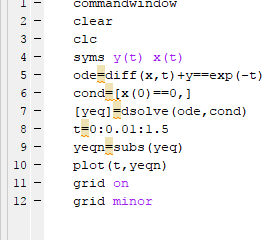 1 - commandwindow
2 - clear
3 - clc
4 - syms y(t) x(t)
5 - ode=diff(x,t)+y==exp(-t)
6 - cond=[x(0)==0,]
7 - [yeq]=dsolve(ode,cond)
8 - t=0:0.01:1.5
9 - yeqn=subs(yeq)
10 - plot(t,yeqn)
11 - grid on
12 - grid minor